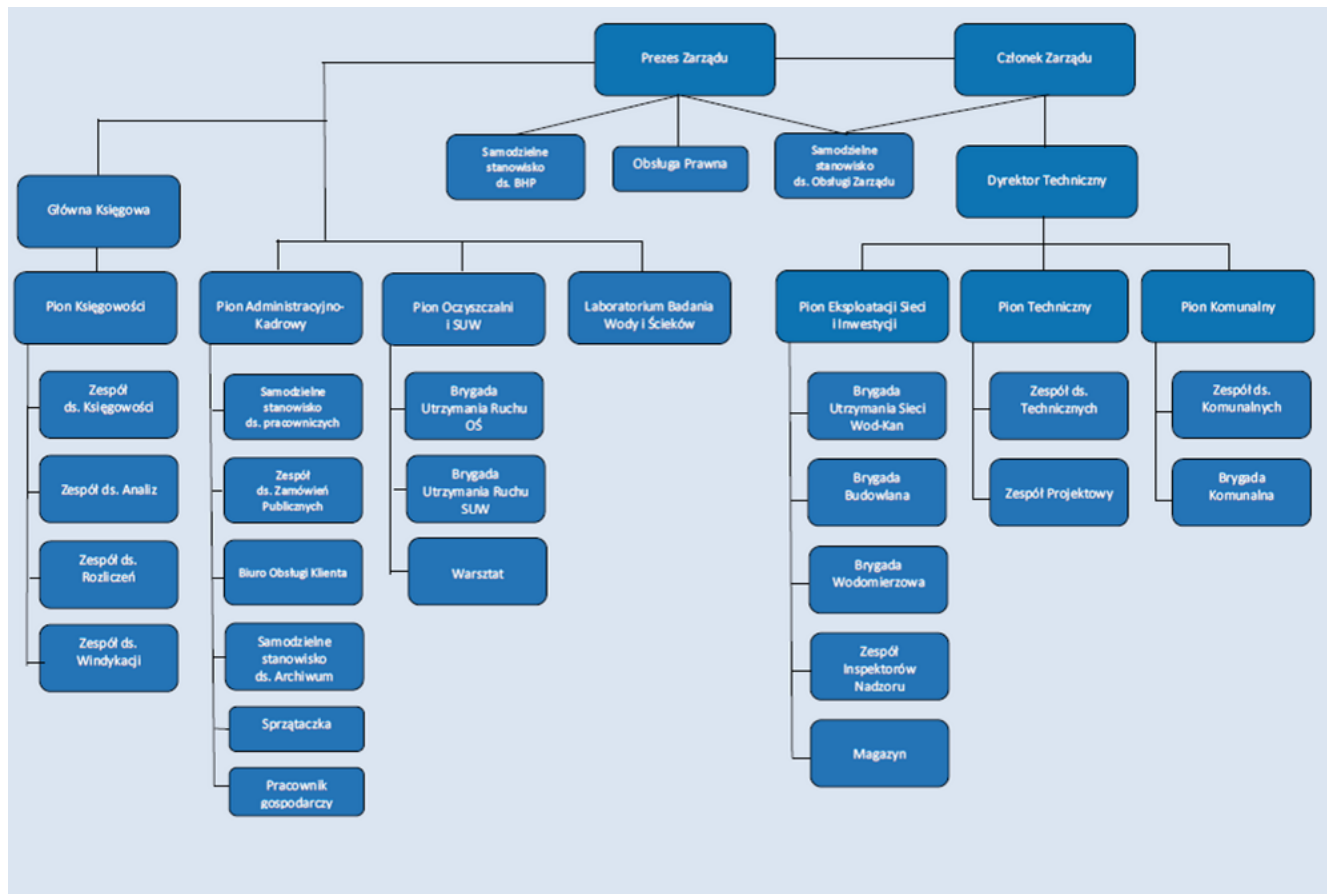 Prezes Zarządu
Członek Zarządu
Samodzielne
stanowisko
ds. BHP
Obsługa Prawna
Samodzielne
stanowisko
ds. Obsługi Zarządu
Dyrektor Techniczny
Główna Księgowa
Pion Księgowości
Pion Administracyjno-
Kadrowy
Pion Oczyszczalni
i SUW
Laboratorium Badania
Wody i Ścieków
Pion Eksploatacji Sieci
i Inwestycji
Pion Techniczny
Pion Komunalny
Zespół
ds. Księgowości
Zespół ds. Analiz
Zespół ds.
Rozliczeń
Zespół ds.
Windykacji
Samodzielne
stanowisko
ds. pracowniczych
Zespół
ds. Zamówień
Publicznych
Biuro Obsługi Klienta
Samodzielne
stanowisko
ds. Archiwum
Sprzątaczka
Pracownik
gospodarczy
Brygada
Utrzymania Ruchu
OŚ
Brygada
Utrzymania Ruchu
SUW
Warsztat
Brygada
Utrzymania Sieci
Wod-Kan
Brygada
Budowlana
Brygada
Wodomierzowa
Zespół
Inspektorów
Nadzoru
Magazyn
Zespół ds.
Technicznych
Zespół Projektowy
Zespół ds.
Komunalnych
Brygada
Komunalna